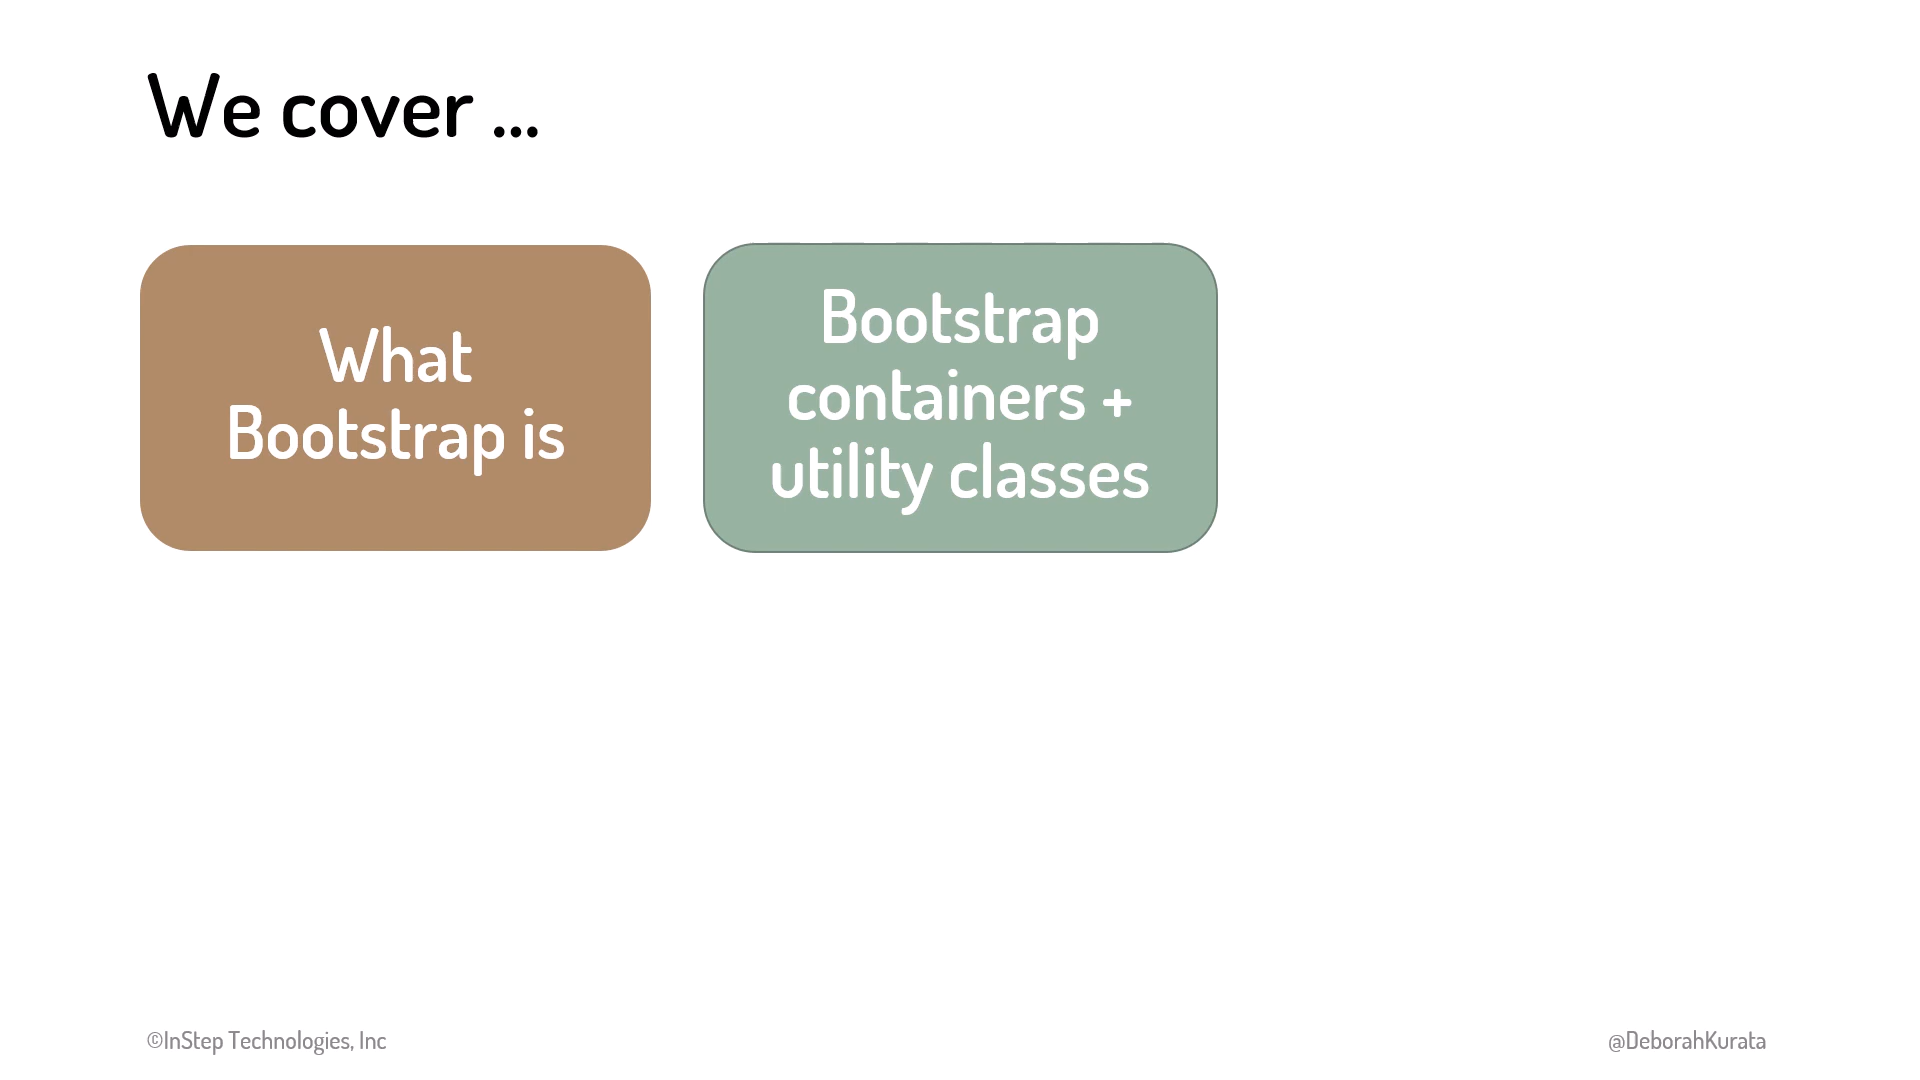 We cover ...
What
Bootstrap is
Bootstrap
containers +
utility classes
©InStep Technologies, Inc
@DeborahKurata